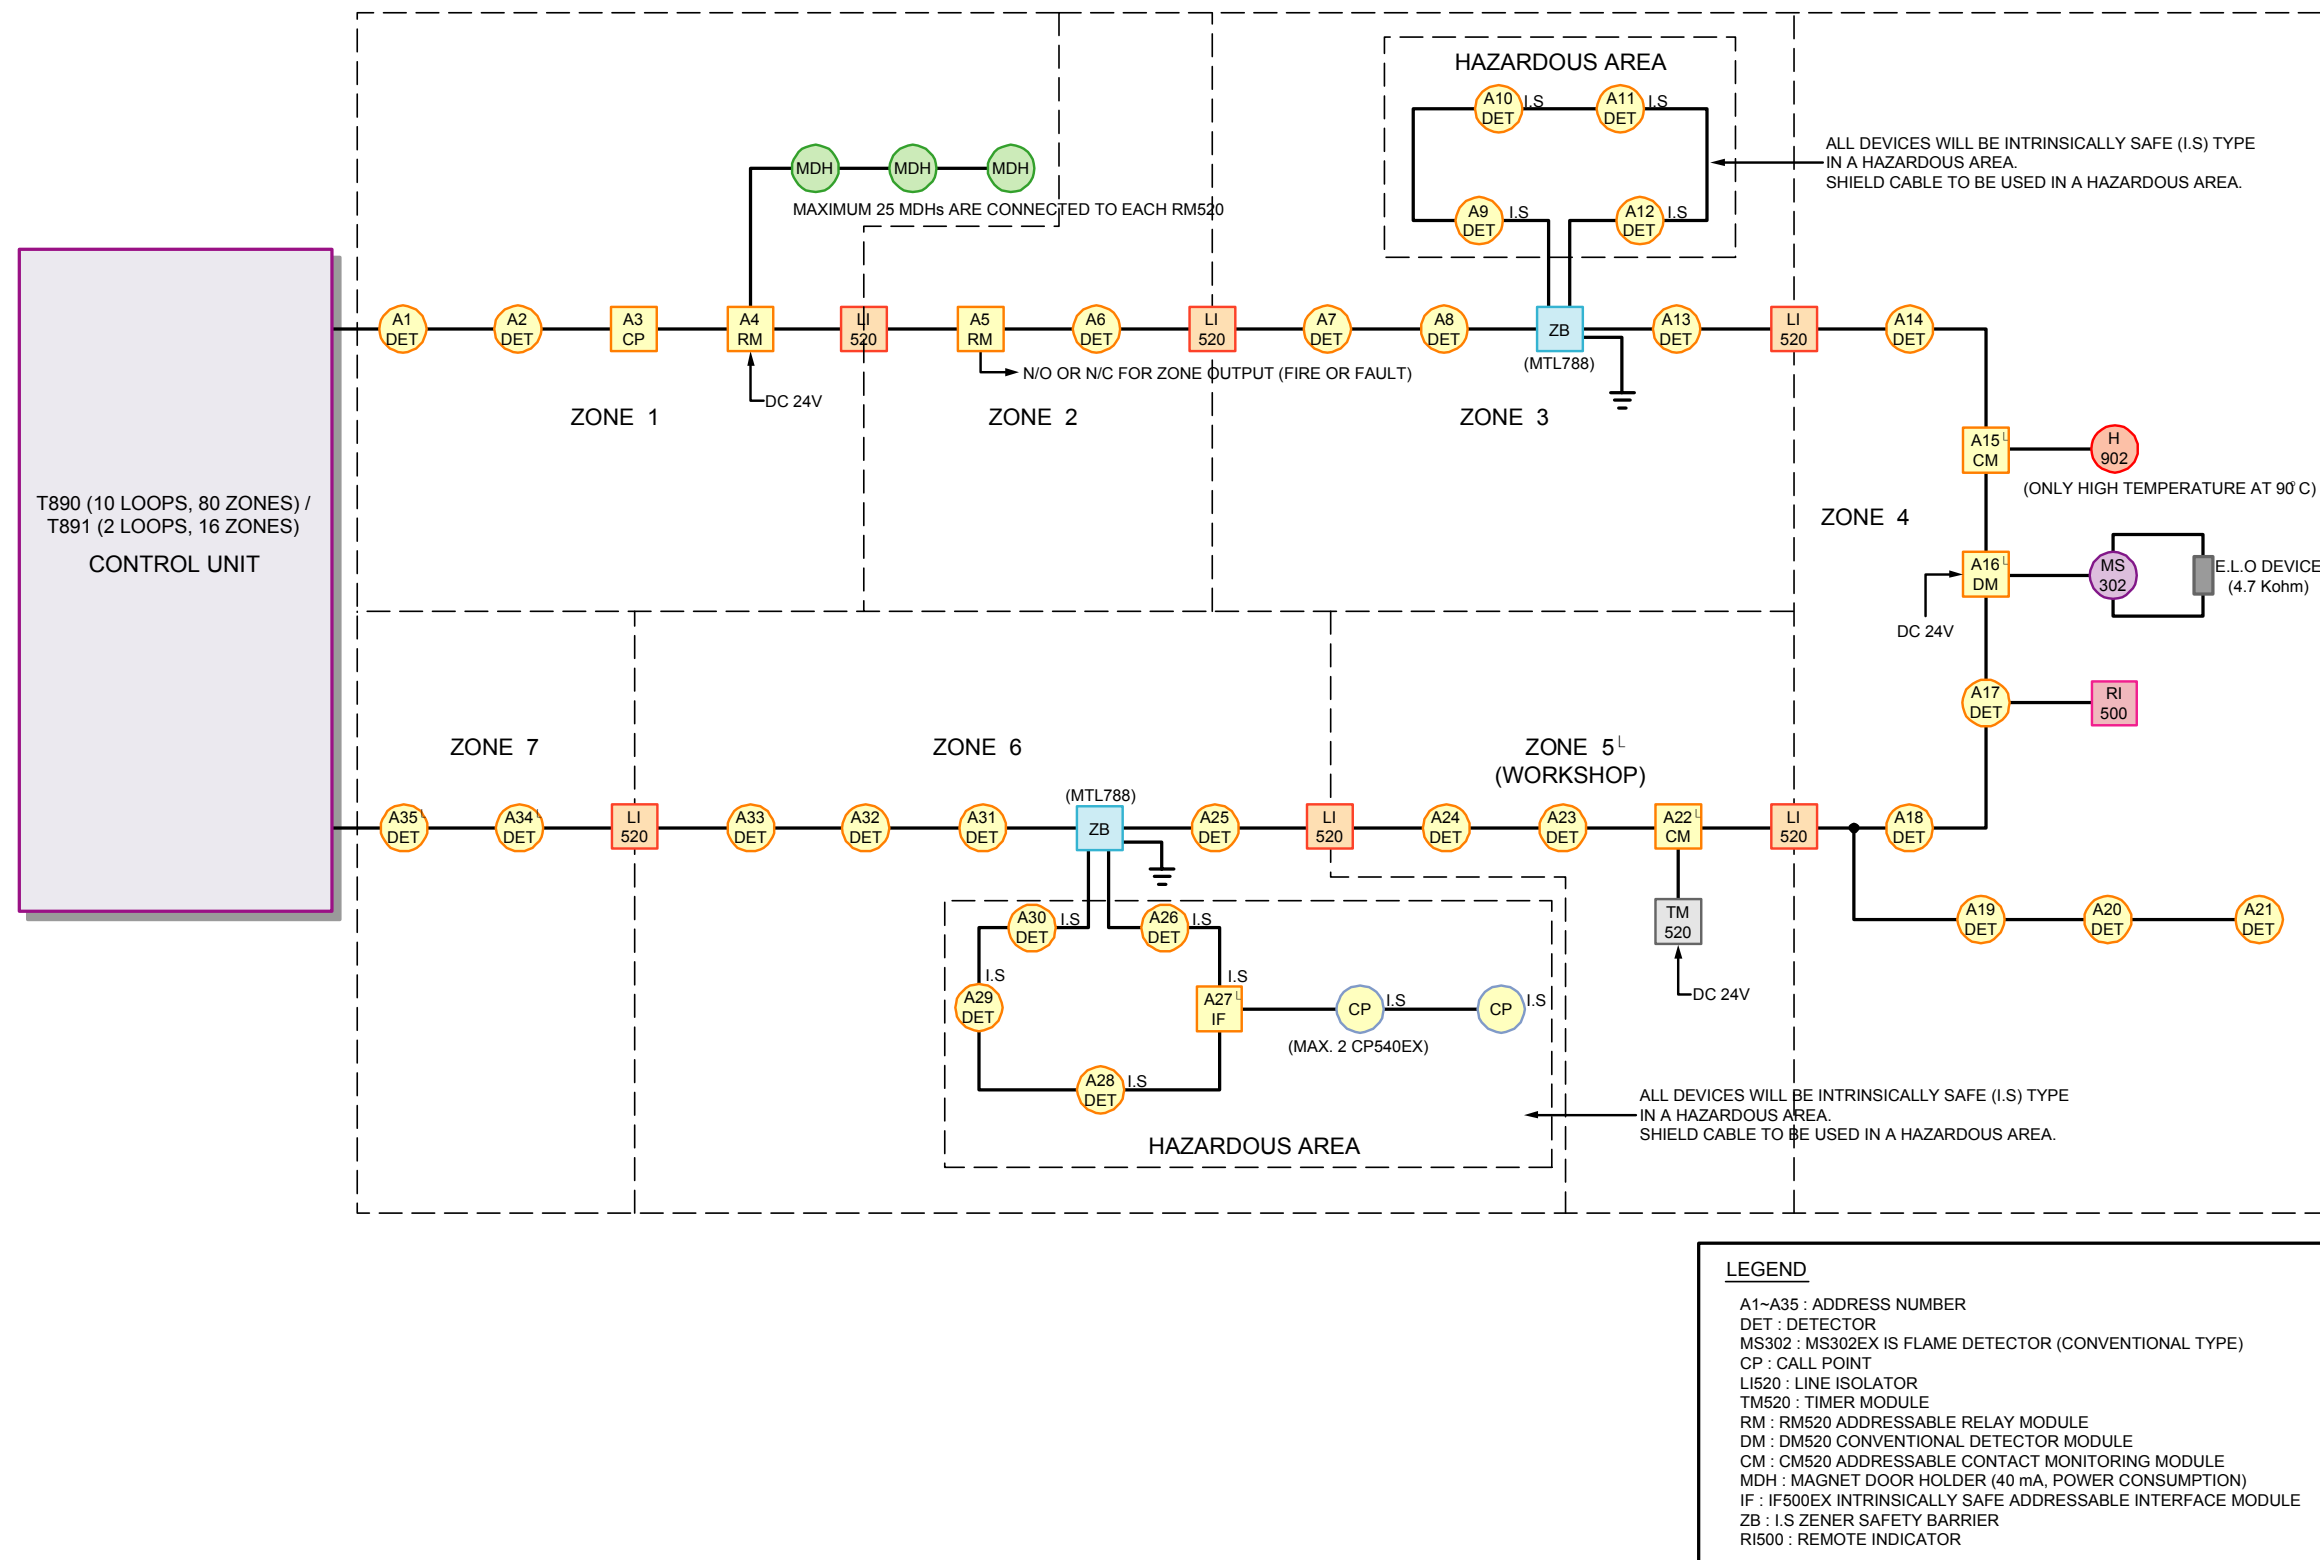 HAZARDOUS AREA
A10
DET
I.S
A11
DET
I.S
ALL DEVICES WILL BE INTRINSICALLY SAFE (I.S) TYPE
IN A HAZARDOUS AREA.
SHIELD CABLE TO BE USED IN A HAZARDOUS AREA.
MDH
MDH
MDH
MAXIMUM 25 MDHs ARE CONNECTED TO EACH RM520
A9
DET
I.S
A12
DET
I.S
A1
DET
A2
DET
A3
CP
A4
RM
LI
520
A5
RM
A6
DET
LI
520
A7
DET
A8
DET
ZB
(MTL788)
A13
DET
LI
520
A14
DET
DC 24V
N/O OR N/C FOR ZONE OUTPUT (FIRE OR FAULT)
ZONE 1
ZONE 2
ZONE 3
A15 L
CM
H
902
(ONLY HIGH TEMPERATURE AT 90° C)
T890 (10 LOOPS, 80 ZONES) /
T891 (2 LOOPS, 16 ZONES)
CONTROL UNIT
ZONE 4
A16 L
DM
MS
302
E.L.O DEVICE
(4.7 Kohm)
DC 24V
A17
DET
RI
500
ZONE 7
ZONE 6
ZONE 5 L
(WORKSHOP)
A35 L
DET
A34 L
DET
LI
520
A33
DET
A32
DET
A31
DET
(MTL788)
ZB
A25
DET
LI
520
A24
DET
A23
DET
A22 L
CM
LI
520
A18
DET
A30
DET
I.S
A26
DET
I.S
TM
520
A19
DET
A20
DET
A21
DET
I.S
A29
DET
I.S
A27 L
IF
CP
I.S
CP
I.S
DC 24V
(MAX. 2 CP540EX)
A28
DET
I.S
ALL DEVICES WILL BE INTRINSICALLY SAFE (I.S) TYPE
IN A HAZARDOUS AREA.
SHIELD CABLE TO BE USED IN A HAZARDOUS AREA.
HAZARDOUS AREA
LEGEND
A1~A35 : ADDRESS NUMBER
DET : DETECTOR
MS302 : MS302EX IS FLAME DETECTOR (CONVENTIONAL TYPE)
CP : CALL POINT
LI520 : LINE ISOLATOR
TM520 : TIMER MODULE
RM : RM520 ADDRESSABLE RELAY MODULE
DM : DM520 CONVENTIONAL DETECTOR MODULE
CM : CM520 ADDRESSABLE CONTACT MONITORING MODULE
MDH : MAGNET DOOR HOLDER (40 mA, POWER CONSUMPTION)
IF : IF500EX INTRINSICALLY SAFE ADDRESSABLE INTERFACE MODULE
ZB : I.S ZENER SAFETY BARRIER
RI500 : REMOTE INDICATOR